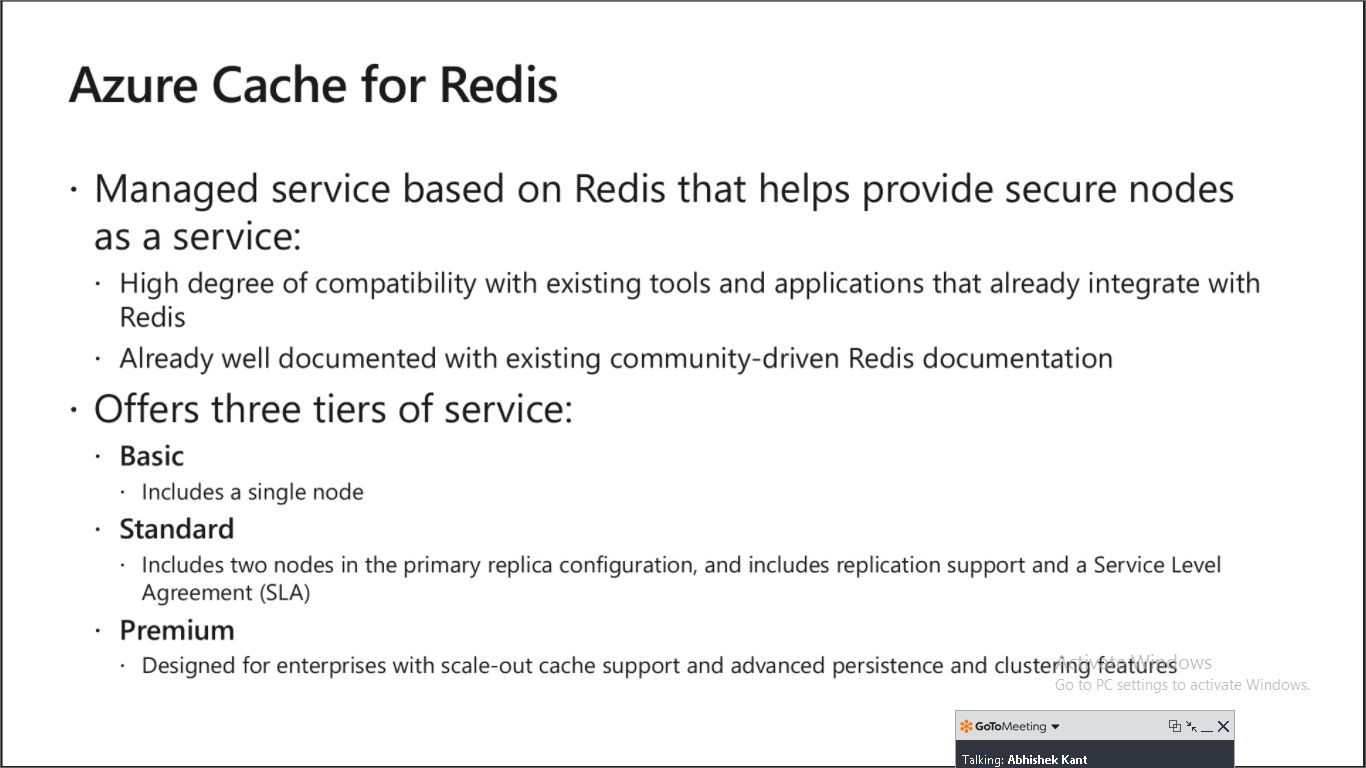 Azure Cache for Redis
· Managed service based on Redis that helps provide secure nodes
as a service:
· High degree of compatibility with existing tools and applications that already integrate with
Redis
· Already well documented with existing community-driven Redis documentation
· Offers three tiers of service:
· Basic
· Includes a single node
· Standard
· Includes two nodes in the primary replica configuration, and includes replication support and a Service Level
Agreement (SLA)
· Premium
· Designed for enterprises with scale-out cache support and advanced persistence and clustering features
Activate Windows
Go to PC settings to activate Windows.
GoToMeeting
Talking: Abhishek Kant